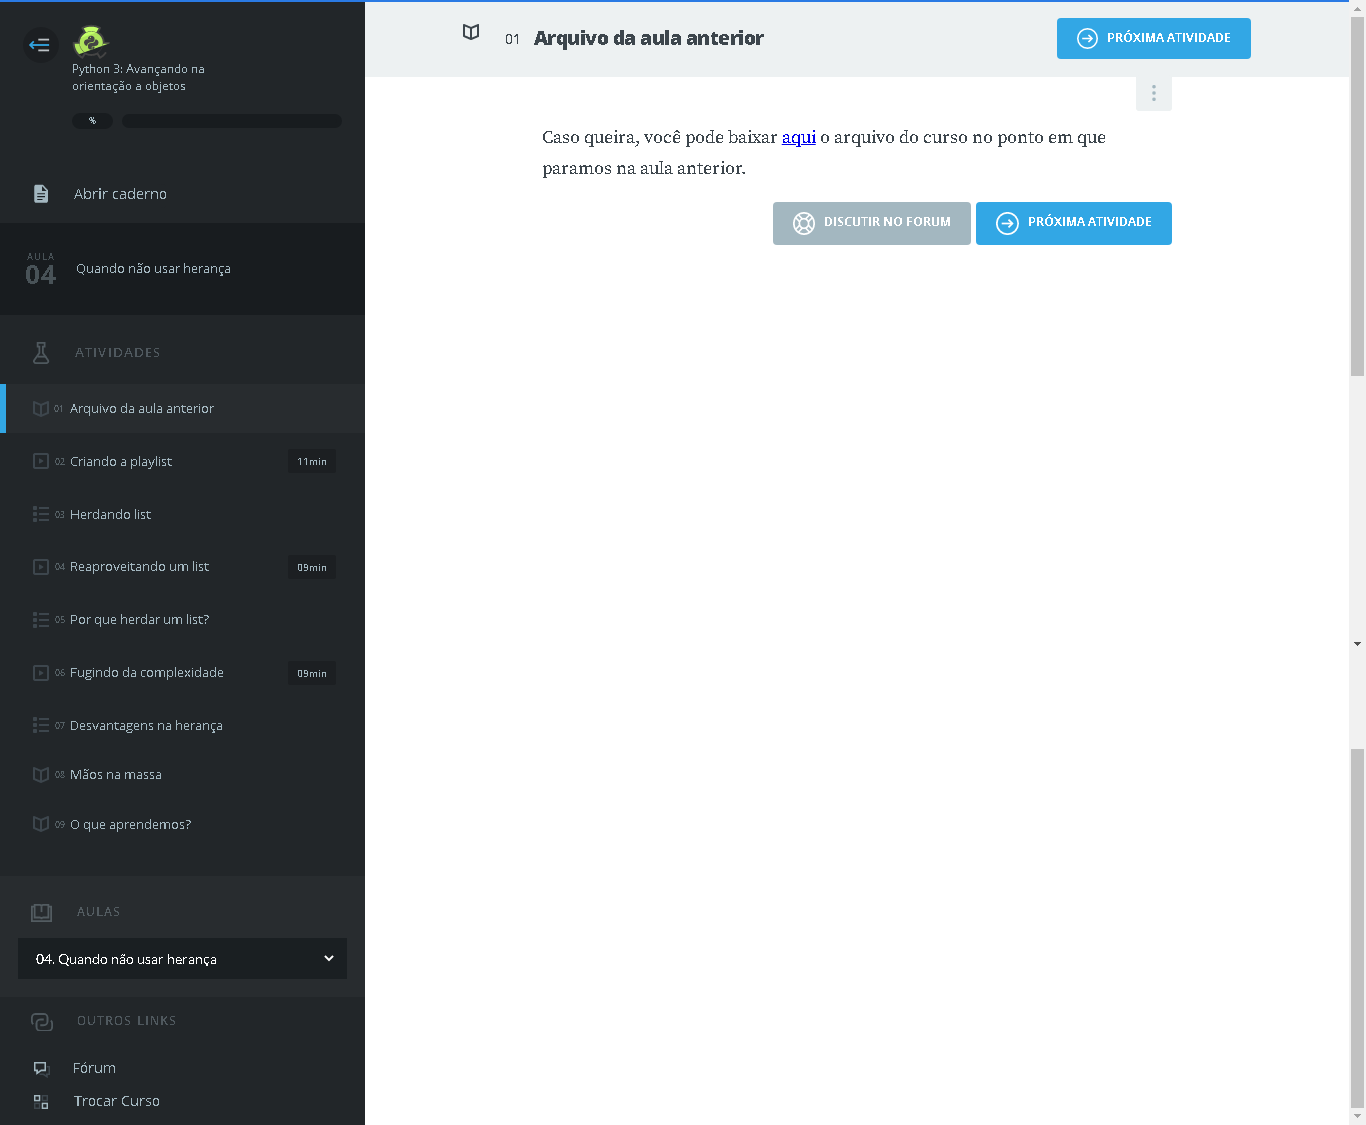 Python 3: Avançando na
orientação a objetos
%
Abrir caderno
AULA
04
Quando não usar herança
ATIVIDADES
01 Arquivo da aula anterior
02 Criando a playlist 11min
03 Herdando list
04 Reaproveitando um list 09min
05 Por que herdar um list?
06 Fugindo da complexidade 09min
07 Desvantagens na herança
08 Mãos na massa
09 O que aprendemos?
AULAS
04. Quando não usar herança
OUTROS LINKS
Fórum
Trocar Curso
01 Arquivo da aula anterior
PRÓXIMA ATIVIDADE
Caso queira, você pode baixar aqui o arquivo do curso no ponto em que
paramos na aula anterior.
DISCUTIR NO FORUM PRÓXIMA ATIVIDADE